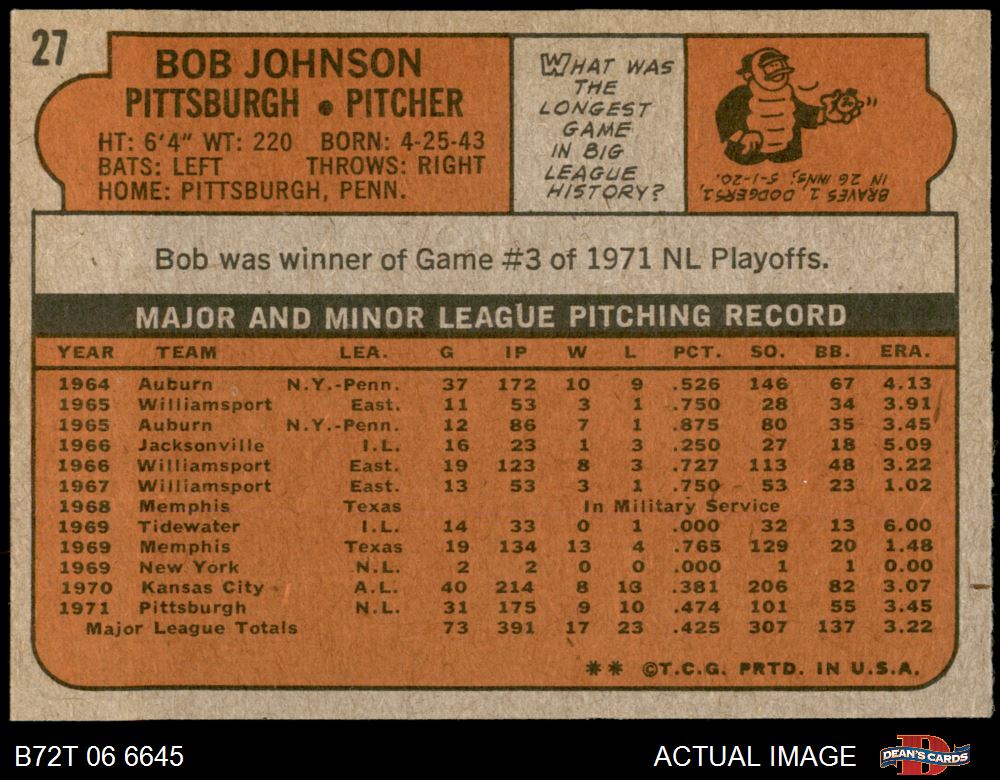 27
BOB JOHNSON
PITTSBURGH • PITCHER
HT: 6'4" WT: 220 BORN: 4-25-43
BATS: LEFT THROWS: RIGHT
HOME: PITTSBURGH, PENN.
WHAT WAS
THE
LONGEST
GAME
IN BIG
LEAGUE
HISTORY?
BRAVES 1, DODGERS 1,
IN 26 INNS, 5-1-20.
Bob was winner of Game #3 of 1971 NL Playoffs.
MAJOR AND MINOR LEAGUE PITCHING RECORD
YEAR TEAM LEA. G IP W L PCT. SO. BB. ERA.
1964 Auburn N.Y.-Penn. 37 172 10 9 .526 146 67 4.13
1965 Williamsport East. 11 53 3 1 .750 28 34 3.91
1965 Auburn N.Y.-Penn. 12 86 7 1 .875 80 35 3.45
1966 Jacksonville I.L. 16 23 1 3 .250 27 18 5.09
1966 Williamsport East. 19 123 8 3 .727 113 48 3.22
1967 Williamsport East. 13 53 3 1 .750 53 23 1.02
1968 Memphis Texas In Military Service
1969 Tidewater I.L. 14 33 0 1 .000 32 13 6.00
1969 Memphis Texas 19 134 13 4 .765 129 20 1.48
1969 New York N.L. 2 2 0 0 .000 1 1 0.00
1970 Kansas City A.L. 40 214 8 13 .381 206 82 3.07
1971 Pittsburgh N.L. 31 175 9 10 .474 101 55 3.45
Major League Totals 73 391 17 23 .425 307 137 3.22
** ©T.C.G. PRTD. IN U.S.A.
B72T 06 6645 ACTUAL IMAGE DEAN'S CARDS